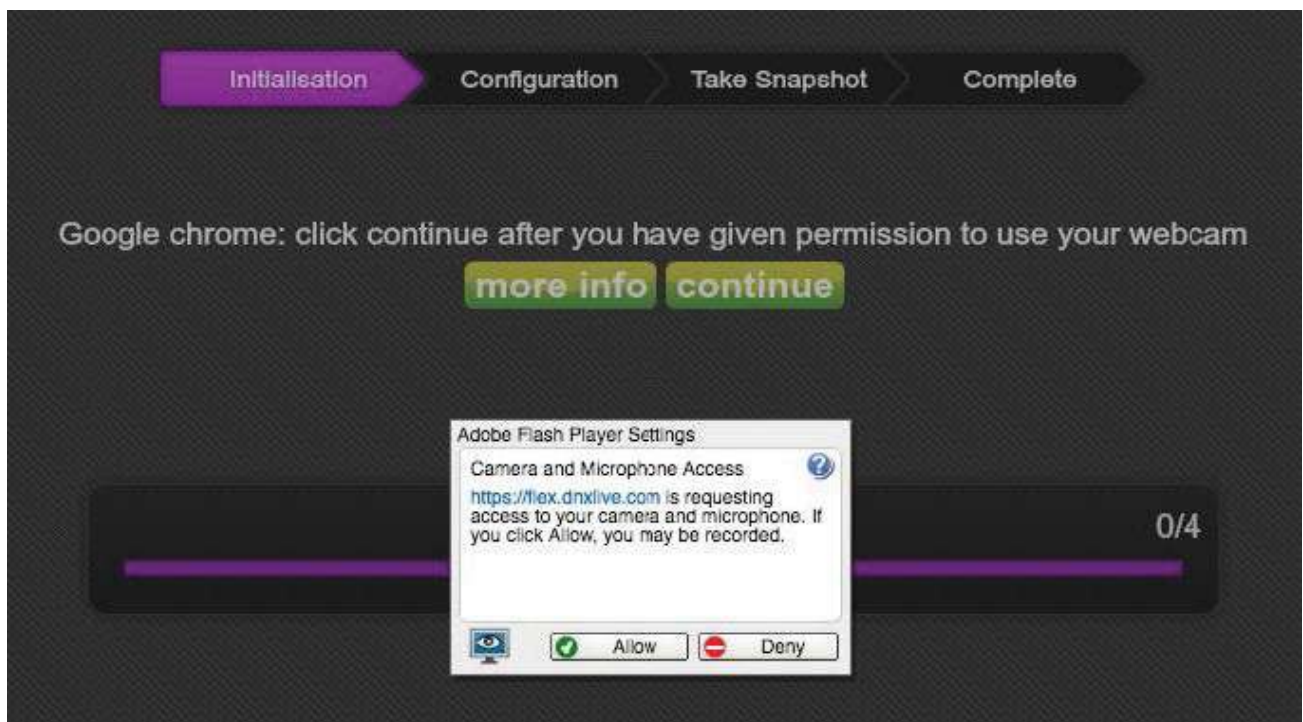 Initialisation Configuration Take Snapshot Complete
Google chrome: click continue after you have given permission to use your webcam
more info continue
Adobe Flash Player Settings
Camera and Microphone Access
https://flex.dnxlive.com is requesting
access to your camera and microphone. If
you click Allow, you may be recorded.
0/4
Allow Deny